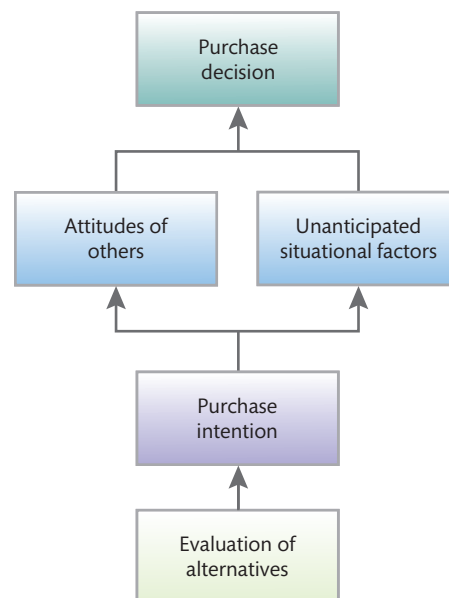 Purchase
decision
Attitudes of
others
Unanticipated
situational factors
Purchase
intention
Evaluation of
alternatives